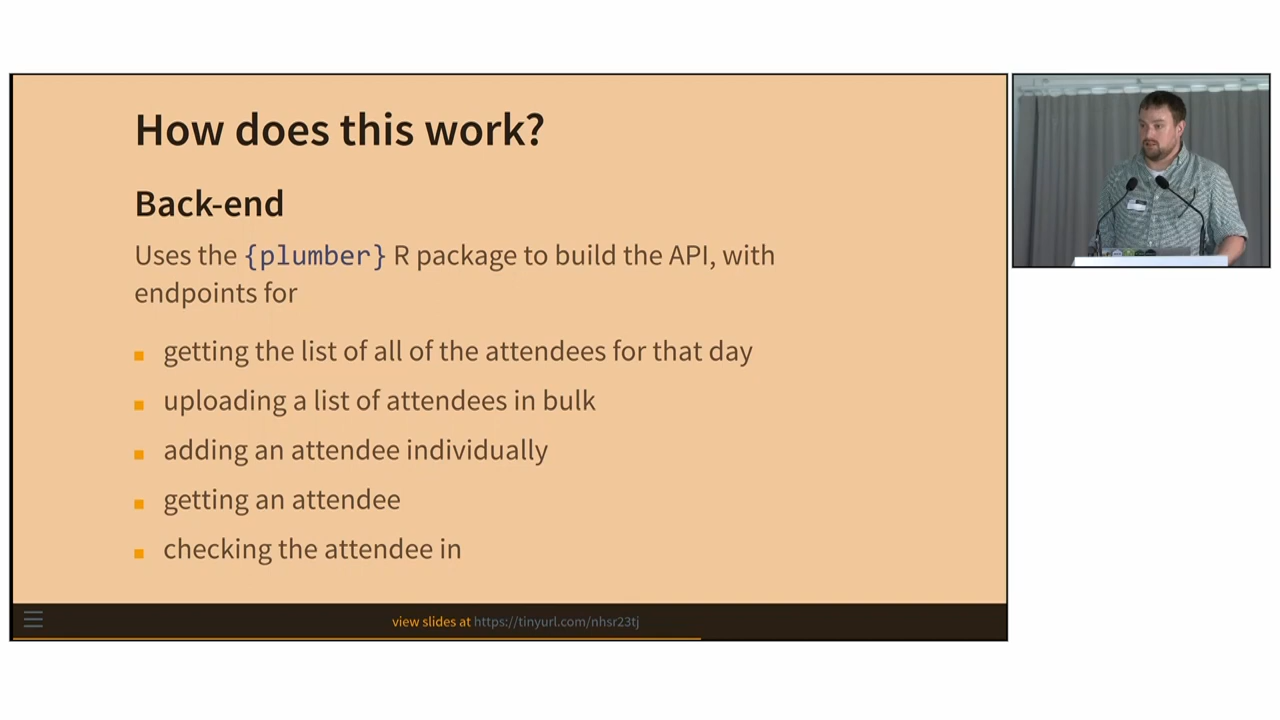 How does this work?
Back-end
Uses the {plumber} R package to build the API, with
endpoints for
getting the list of all of the attendees for that day
uploading a list of attendees in bulk
adding an attendee individually
getting an attendee
checking the attendee in
view slides at https://tinyurl.com/nhsr23tj